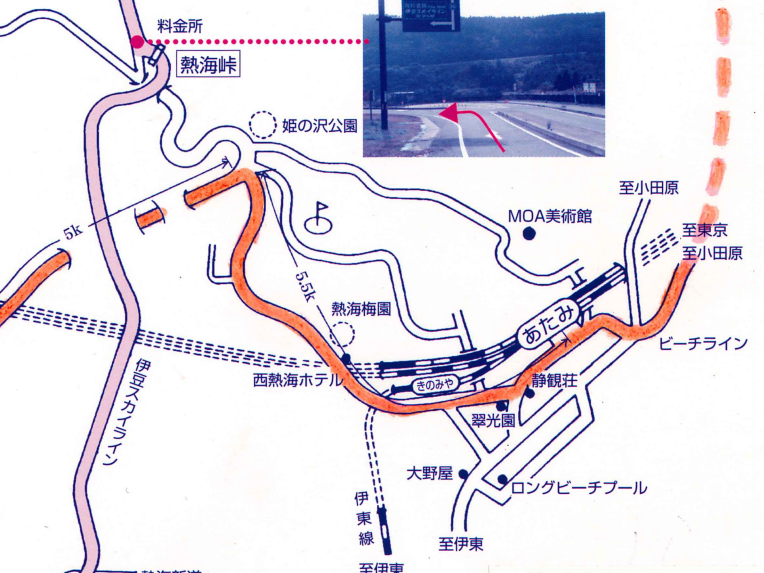 料金所
熱海峠
姫の沢公園
MOA美術館
至小田原
至東京
至小田原
5k
5.5k
熱海梅園
あたみ
ビーチライン
西熱海ホテル
きのみや
静観荘
翠光園
伊豆スカイライン
大野屋
ロングビーチプール
伊東線
至伊東
至伊東
熱海新道